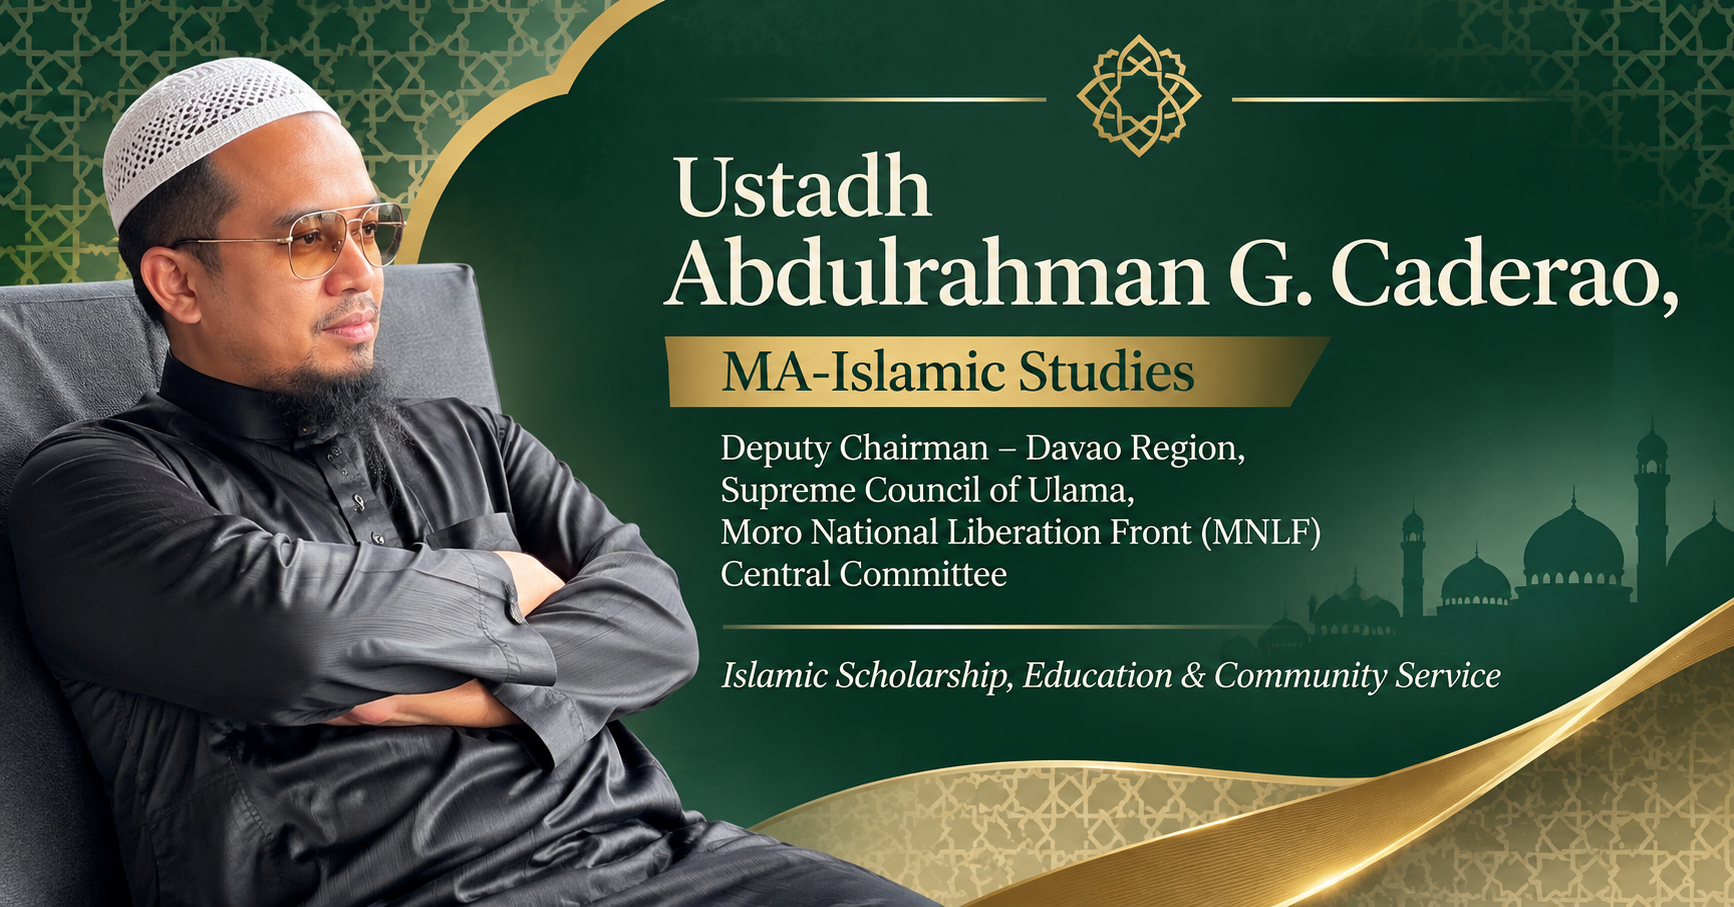 Ustadh
Abdulrahman G. Caderao,
MA-Islamic Studies
Deputy Chairman – Davao Region,
Supreme Council of Ulama,
Moro National Liberation Front (MNLF)
Central Committee
Islamic Scholarship, Education & Community Service